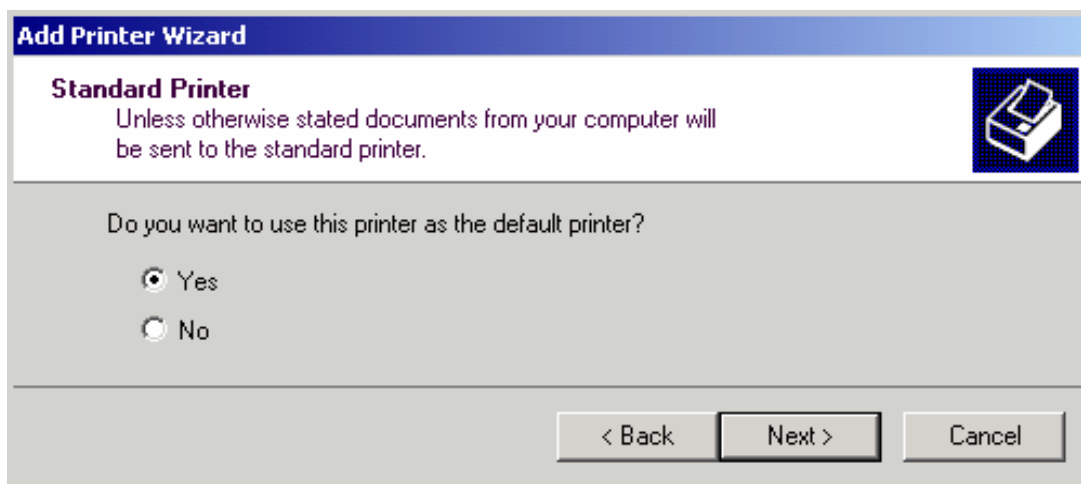 Add Printer Wizard
Standard Printer
Unless otherwise stated documents from your computer will
be sent to the standard printer.
Do you want to use this printer as the default printer?
Yes
No
< Back Next > Cancel